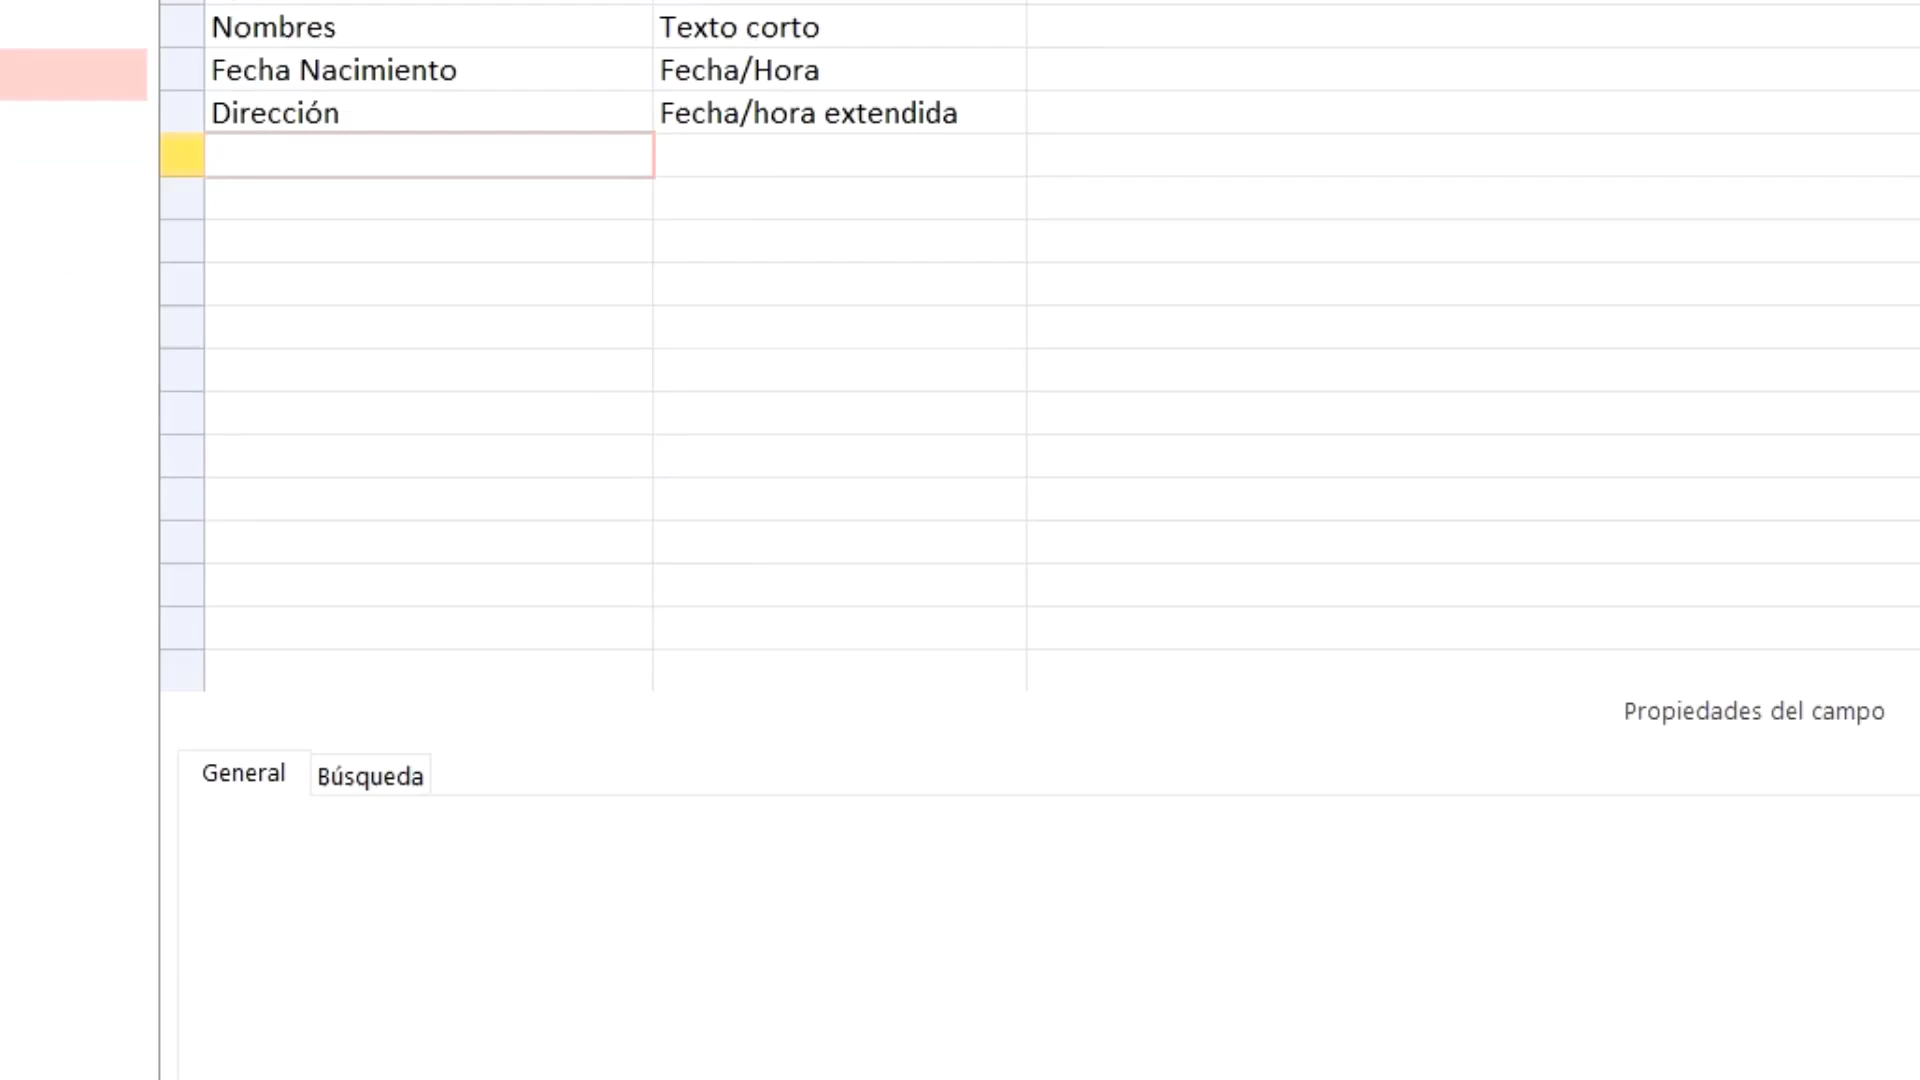 Nombres Texto corto
Fecha Nacimiento Fecha/Hora
Dirección Fecha/hora extendida
Propiedades del campo
General Búsqueda